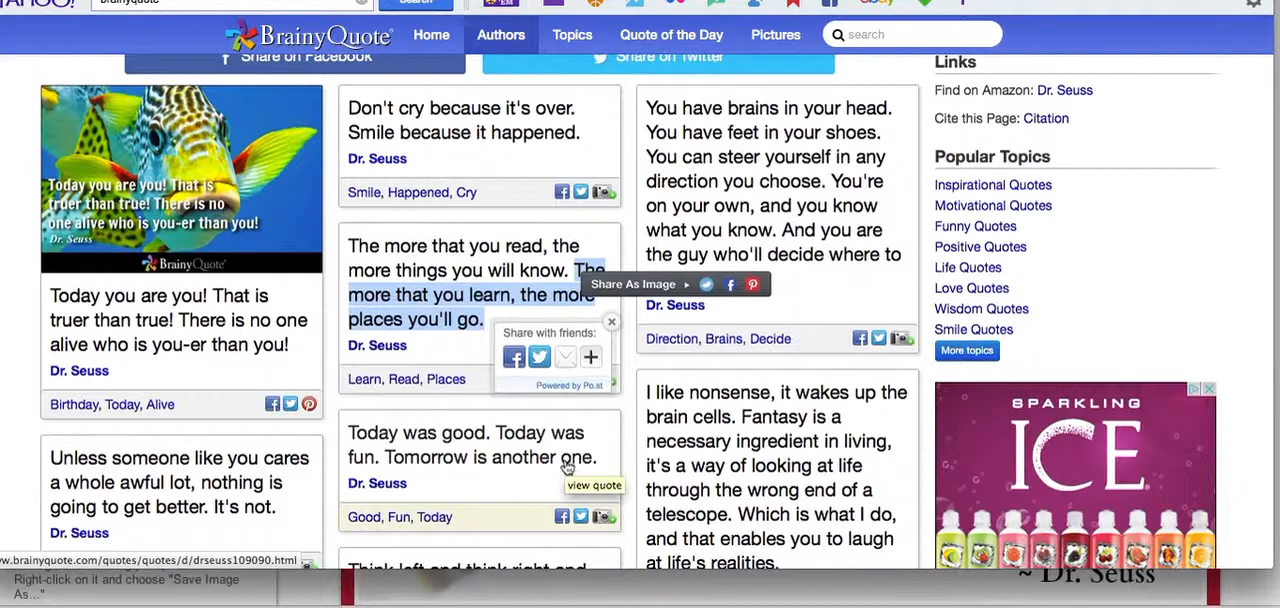 YAHOO!
brainyquote
Search
BrainyQuote
Home
Authors
Topics
Quote of the Day
Pictures
search
Share on Facebook
Share on Twitter
Today you are you! That is
truer than true! There is no
one alive who is you-er than you!
Dr. Seuss
BrainyQuote
Today you are you! That is
truer than true! There is no one
alive who is you-er than you!
Dr. Seuss
Birthday, Today, Alive
Unless someone like you cares
a whole awful lot, nothing is
going to get better. It's not.
Dr. Seuss
w.brainyquote.com/quotes/quotes/d/drseuss109090.html
Right-click on it and choose "Save Image
As..."
Don't cry because it's over.
Smile because it happened.
Dr. Seuss
Smile, Happened, Cry
The more that you read, the
more things you will know. The
more that you learn, the more
places you'll go.
Dr. Seuss
Learn, Read, Places
Share As Image
Share with friends:
Powered by Po.st
Today was good. Today was
fun. Tomorrow is another one.
view quote
Dr. Seuss
Good, Fun, Today
Think left and think right and
You have brains in your head.
You have feet in your shoes.
You can steer yourself in any
direction you choose. You're
on your own, and you know
what you know. And you are
the guy who'll decide where to
Dr. Seuss
Direction, Brains, Decide
I like nonsense, it wakes up the
brain cells. Fantasy is a
necessary ingredient in living,
it's a way of looking at life
through the wrong end of a
telescope. Which is what I do,
and that enables you to laugh
at life's realities.
Links
Find on Amazon: Dr. Seuss
Cite this Page: Citation
Popular Topics
Inspirational Quotes
Motivational Quotes
Funny Quotes
Positive Quotes
Life Quotes
Love Quotes
Wisdom Quotes
Smile Quotes
More topics
SPARKLING
ICE
~ Dr. Seuss